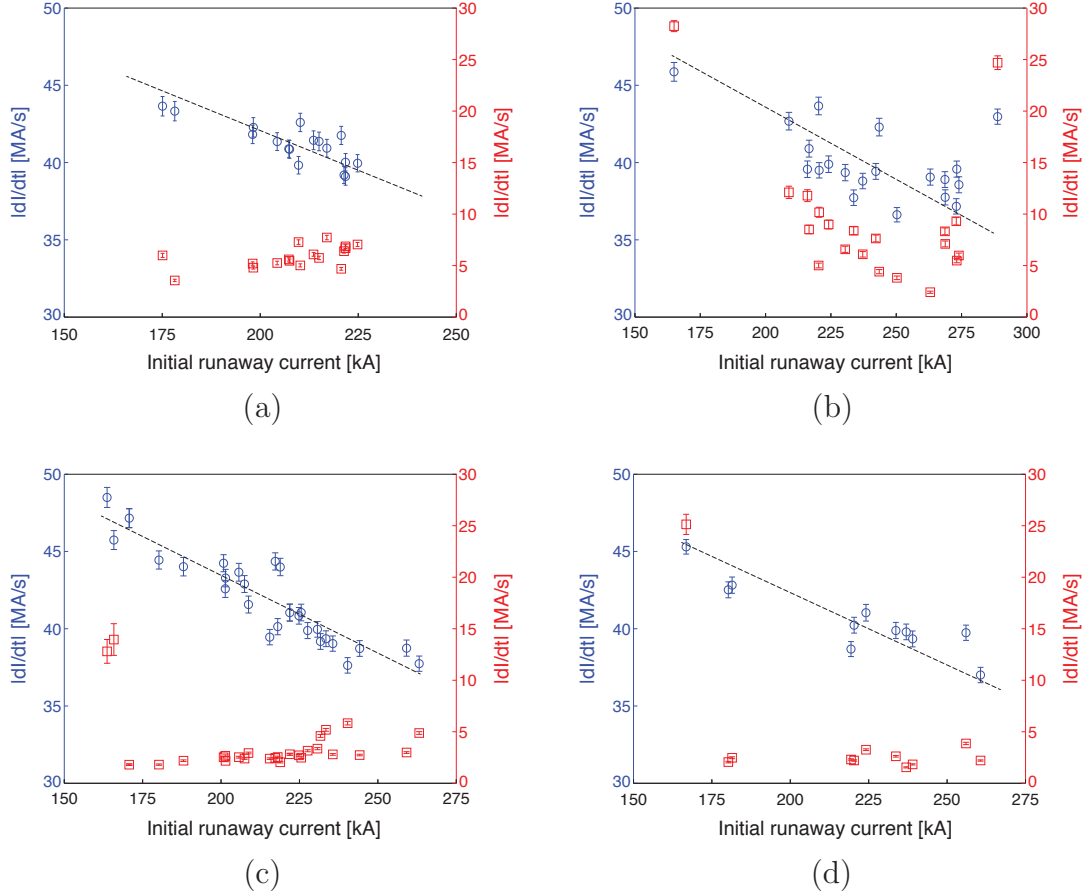 50
45
40
35
30
|dI/dt| [MA/s]
30
25
20
15
10
5
0
|dI/dt| [MA/s]
150 175 200 225 250
Initial runaway current [kA]
(a)
50
45
40
35
30
|dI/dt| [MA/s]
30
25
20
15
10
5
0
|dI/dt| [MA/s]
150 175 200 225 250 275 300
Initial runaway current [kA]
(b)
50
45
40
35
30
|dI/dt| [MA/s]
30
25
20
15
10
5
0
|dI/dt| [MA/s]
150 175 200 225 250 275
Initial runaway current [kA]
(c)
50
45
40
35
30
|dI/dt| [MA/s]
30
25
20
15
10
5
0
|dI/dt| [MA/s]
150 175 200 225 250 275
Initial runaway current [kA]
(d)